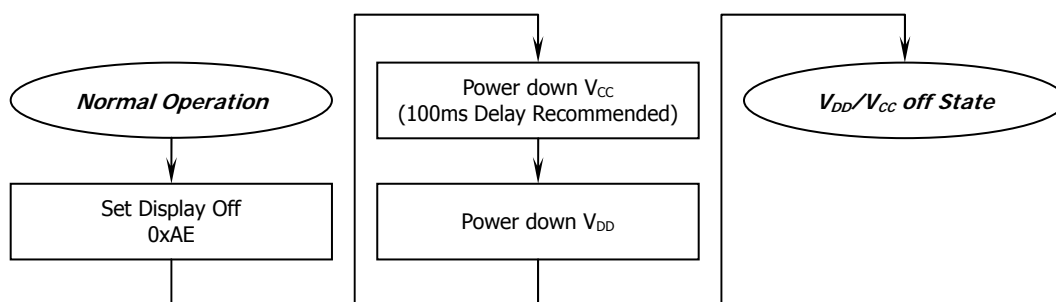 Normal Operation
Set Display Off
0xAE
Power down VCC
(100ms Delay Recommended)
Power down VDD
VDD/VCC off State